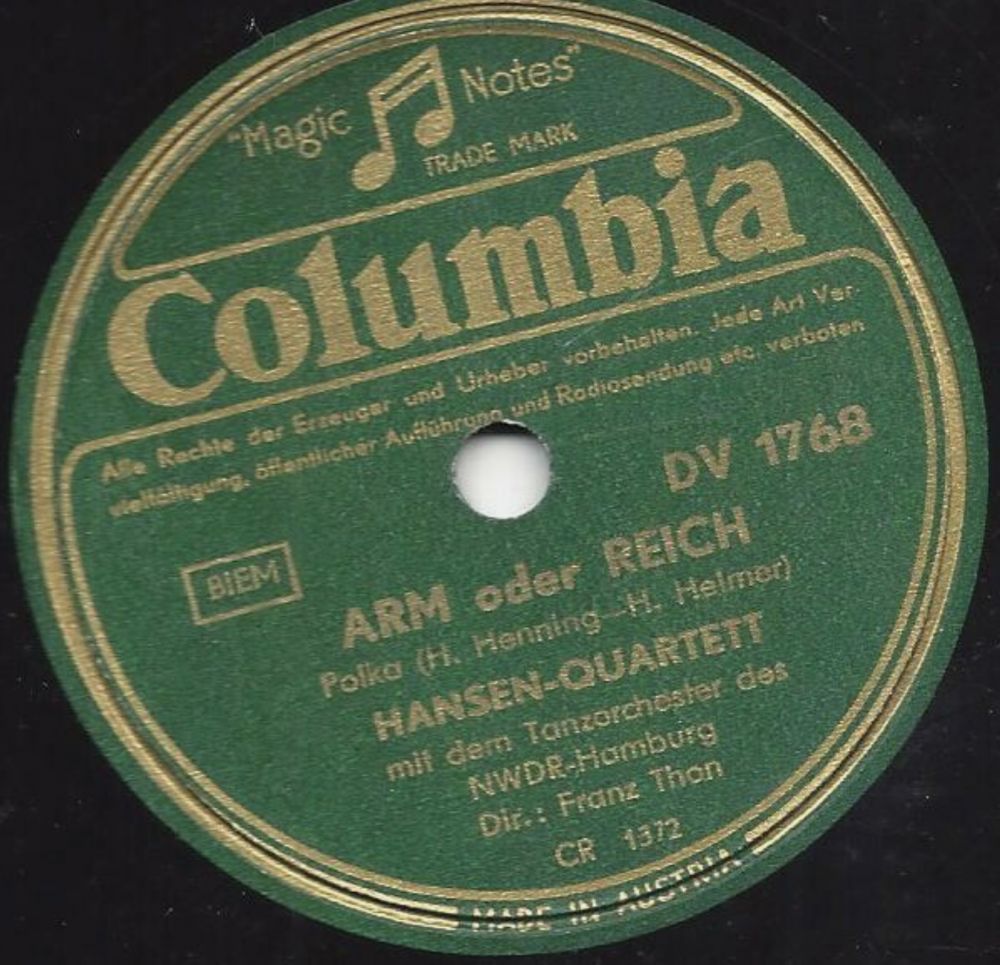 "Magic Notes"
TRADE MARK
Columbia
Alle Rechte der Erzeuger und Urheber vorbehalten. Jede Art Ver-
vielfältigung, öffentlicher Aufführung und Radiosendung etc. verboten
DV 1768
BIEM
ARM oder REICH
Polka (H. Henning—H. Helmer)
HANSEN-QUARTETT
mit dem Tanzorchester des
NWDR-Hamburg
Dir.: Franz Thon
CR 1372
MADE IN AUSTRIA